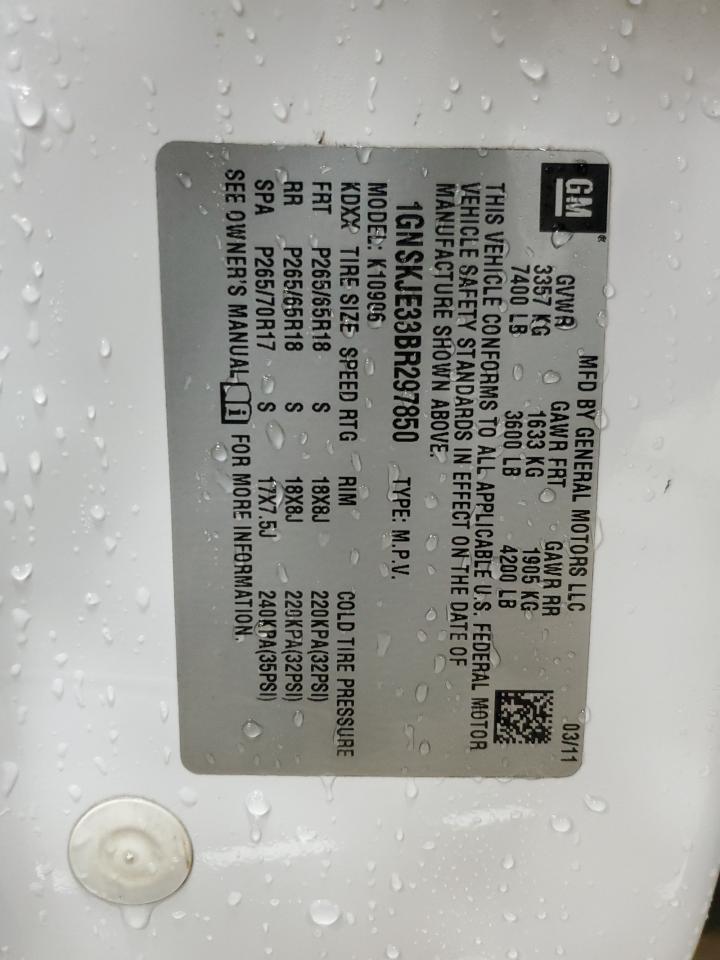 GM
MFD BY GENERAL MOTORS LLC 03/11
GVWR GAWR FRT GAWR RR
3357 KG 1633 KG 1905 KG
7400 LB 3600 LB 4200 LB
THIS VEHICLE CONFORMS TO ALL APPLICABLE U.S. FEDERAL MOTOR
VEHICLE SAFETY STANDARDS IN EFFECT ON THE DATE OF
MANUFACTURE SHOWN ABOVE.
1GNSKJE33BR297850 TYPE: M.P.V.
MODEL: K10906
KDXX TIRE SIZE SPEED RTG RIM COLD TIRE PRESSURE
FRT P265/65R18 S 18X8J 220KPA(32PSI)
RR P265/65R18 S 18X8J 220KPA(32PSI)
SPA P265/70R17 S 17X7.5J 240KPA(35PSI)
SEE OWNER'S MANUAL FOR MORE INFORMATION.